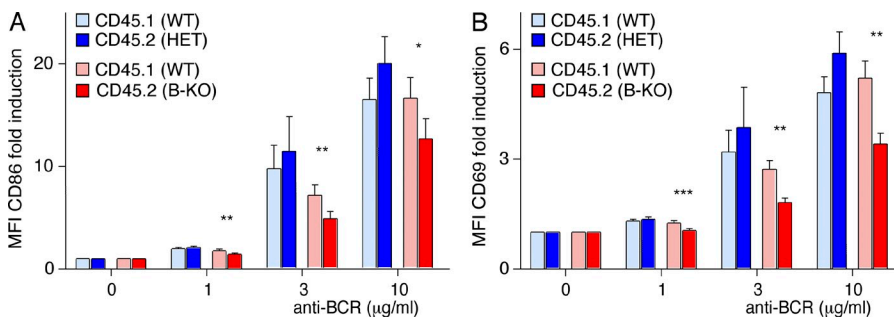 A
CD45.1 (WT)
CD45.2 (HET)
CD45.1 (WT)
CD45.2 (B-KO)
MFI CD86 fold induction
20
10
0
**
**
*
0 1 3 10
anti-BCR (µg/ml)
B
CD45.1 (WT)
CD45.2 (HET)
CD45.1 (WT)
CD45.2 (B-KO)
MFI CD69 fold induction
6
3
0
***
**
**
0 1 3 10
anti-BCR (µg/ml)